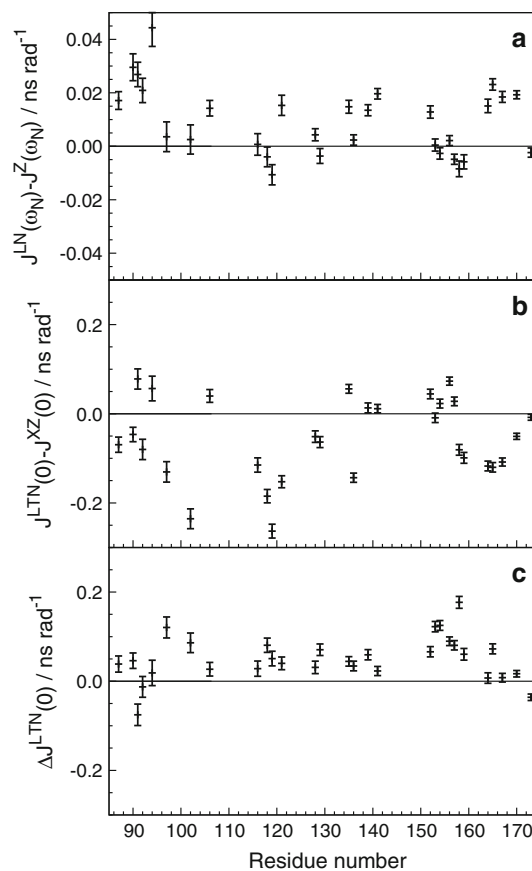 a
0.04
0.02
0.0
-0.02
-0.04
J^LN(ω_N)-J^Z(ω_N) / ns rad^-1
b
0.2
0.0
-0.2
J^LTN(0)-J^XZ(0) / ns rad^-1
c
0.2
0.0
-0.2
ΔJ^LTN(0) / ns rad^-1
90 100 110 120 130 140 150 160 170
Residue number